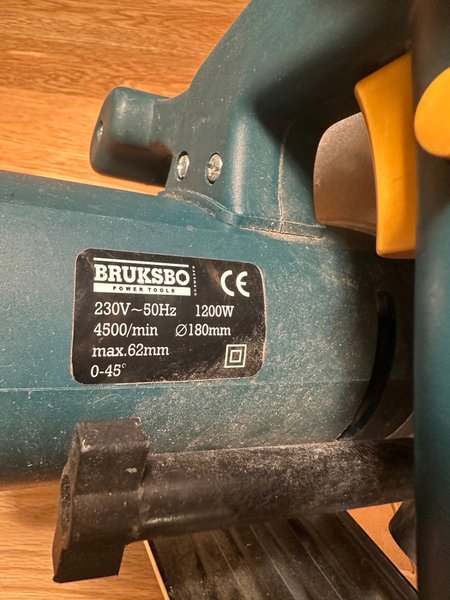 BRUKSBO
POWER TOOLS
CE
230V~50Hz 1200W
4500/min Ø180mm
max.62mm
0-45°